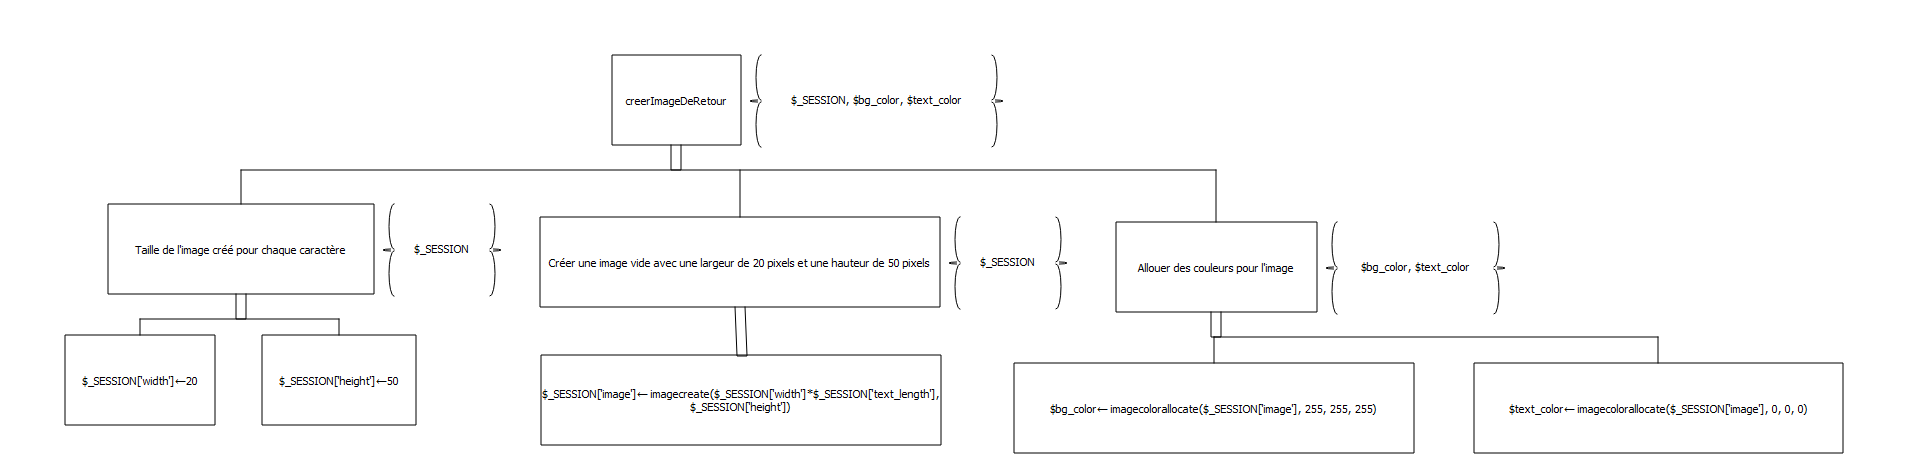 creerImageDeRetour
$_SESSION, $bg_color, $text_color
Taille de l'image créé pour chaque caractère
$_SESSION
Créer une image vide avec une largeur de 20 pixels et une hauteur de 50 pixels
$_SESSION
Allouer des couleurs pour l'image
$bg_color, $text_color
$_SESSION['width']←20
$_SESSION['height']←50
$_SESSION['image']←imagecreate($_SESSION['width']*$_SESSION['text_length'],
$_SESSION['height'])
$bg_color←imagecolorallocate($_SESSION['image'], 255, 255, 255)
$text_color←imagecolorallocate($_SESSION['image'], 0, 0, 0)